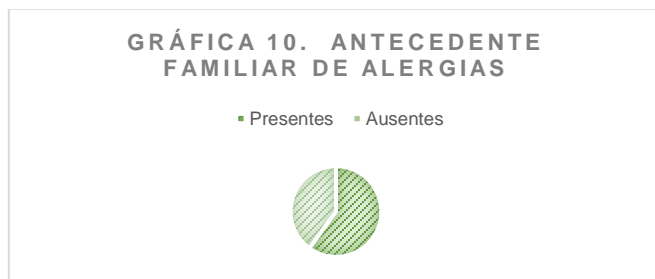 GRÁFICA 10. ANTECEDENTE
FAMILIAR DE ALERGIAS
Presentes Ausentes